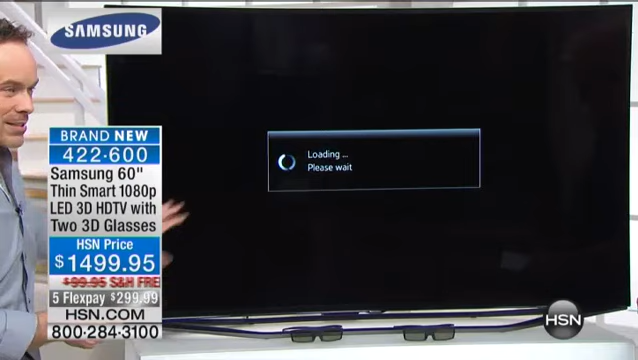 SAMSUNG
BRAND NEW
422-600
Samsung 60"
Thin Smart 1080p
LED 3D HDTV with
Two 3D Glasses
HSN Price
$1499.95
$99.95 S&H FREE
5 Flexpay $299.99
HSN.COM
800-284-3100
Loading ...
Please wait
HSN